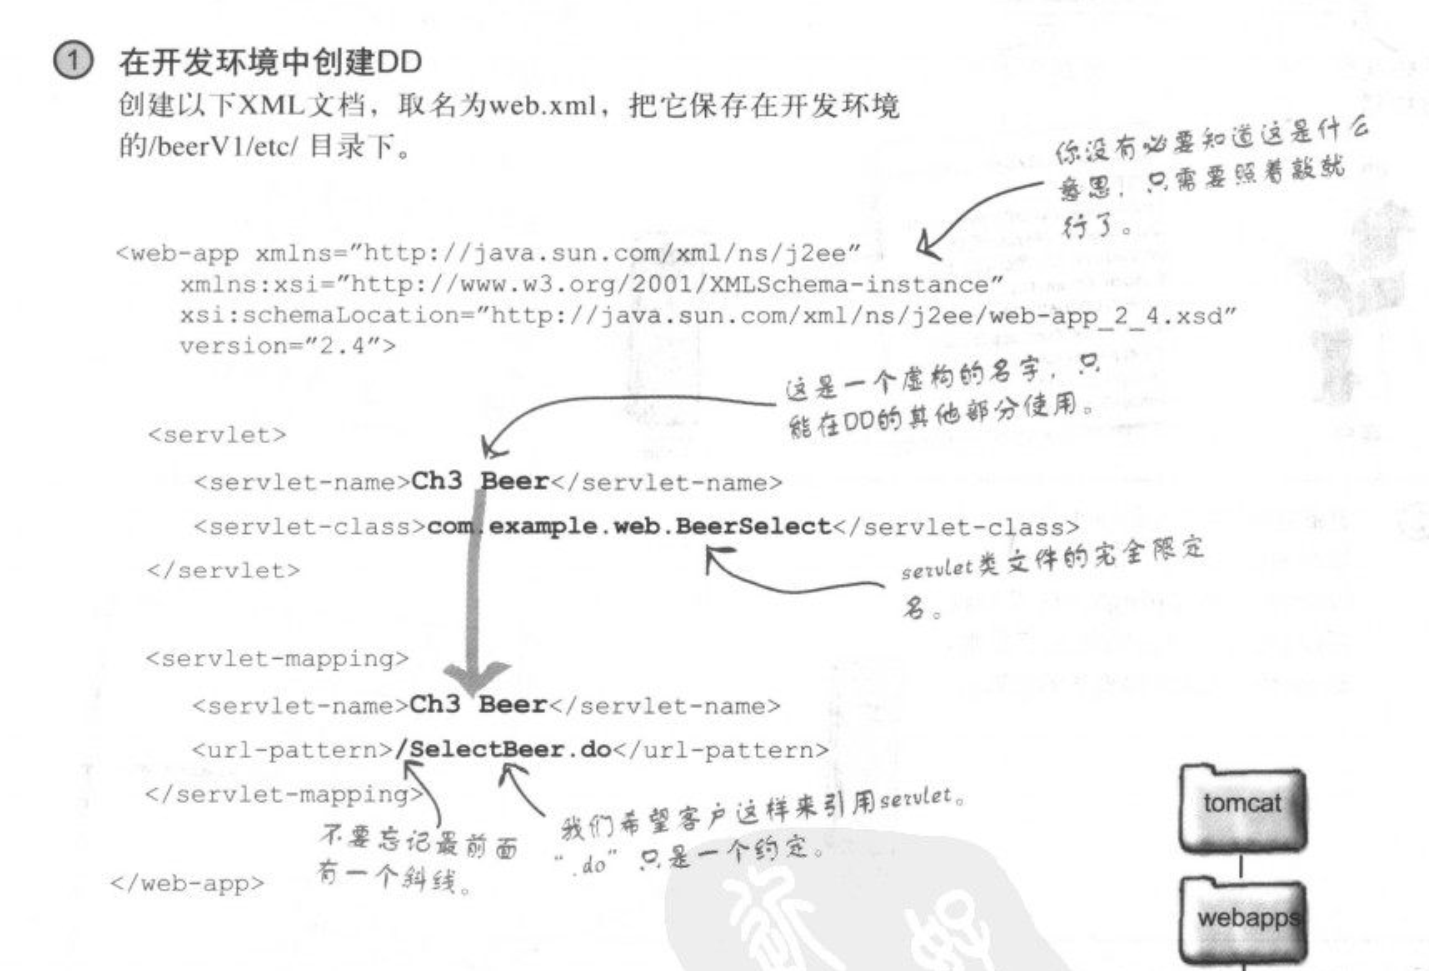 1 在开发环境中创建DD
创建以下XML文档，取名为web.xml，把它保存在开发环境
的/beerV1/etc/ 目录下。
你没有必要知道这是什么
意思，只需要照着敲就
行了。
<web-app xmlns="http://java.sun.com/xml/ns/j2ee"
xmlns:xsi="http://www.w3.org/2001/XMLSchema-instance"
xsi:schemaLocation="http://java.sun.com/xml/ns/j2ee/web-app_2_4.xsd"
version="2.4">
这是一个虚构的名字，只
能在DD的其他部分使用。
<servlet>
<servlet-name>Ch3 Beer</servlet-name>
<servlet-class>com.example.web.BeerSelect</servlet-class>
servlet类文件的完全限定
名。
</servlet>
<servlet-mapping>
<servlet-name>Ch3 Beer</servlet-name>
<url-pattern>/SelectBeer.do</url-pattern>
</servlet-mapping>
不要忘记最前面
有一个斜线。
我们希望客户这样来引用servlet。
“.do”只是一个约定。
</web-app>
tomcat
webapps